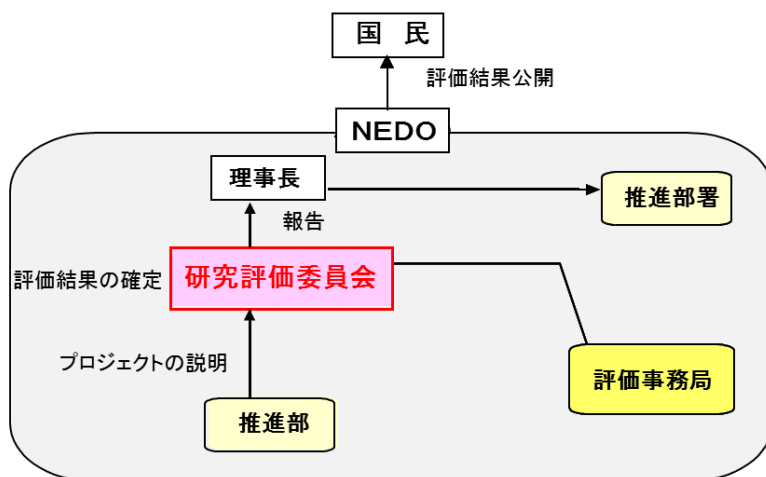 国 民
評価結果公開
NEDO
理事長
推進部署
報告
評価結果の確定
研究評価委員会
プロジェクトの説明
評価事務局
推進部